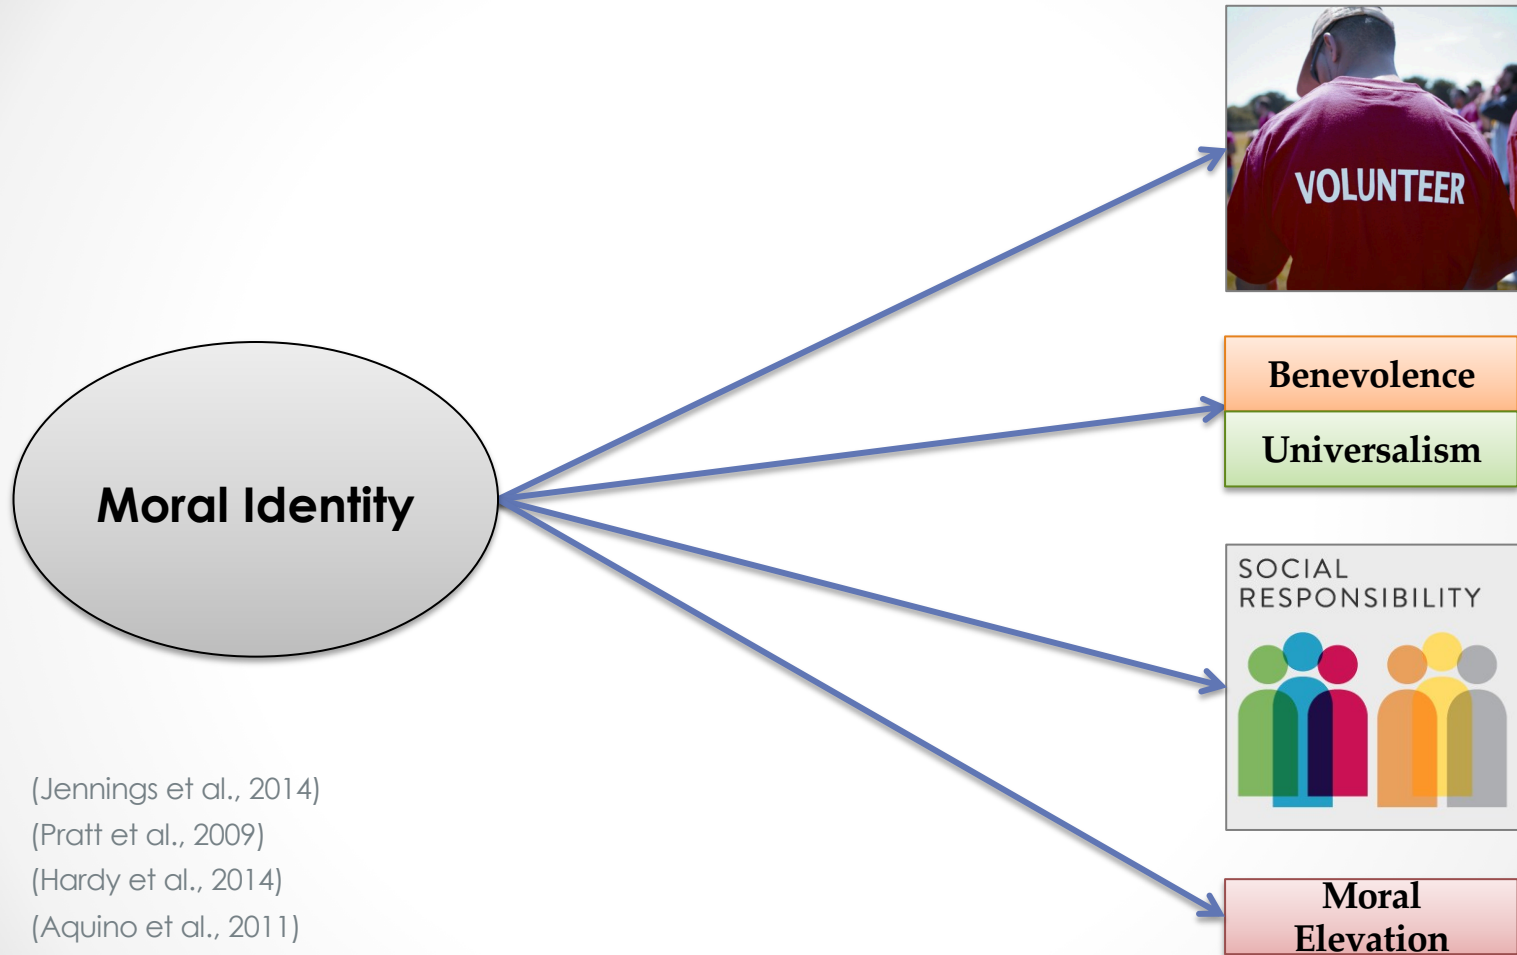 VOLUNTEER
Benevolence
Universalism
Moral Identity
SOCIAL
RESPONSIBILITY
(Jennings et al., 2014)
(Pratt et al., 2009)
(Hardy et al., 2014)
(Aquino et al., 2011)
Moral
Elevation